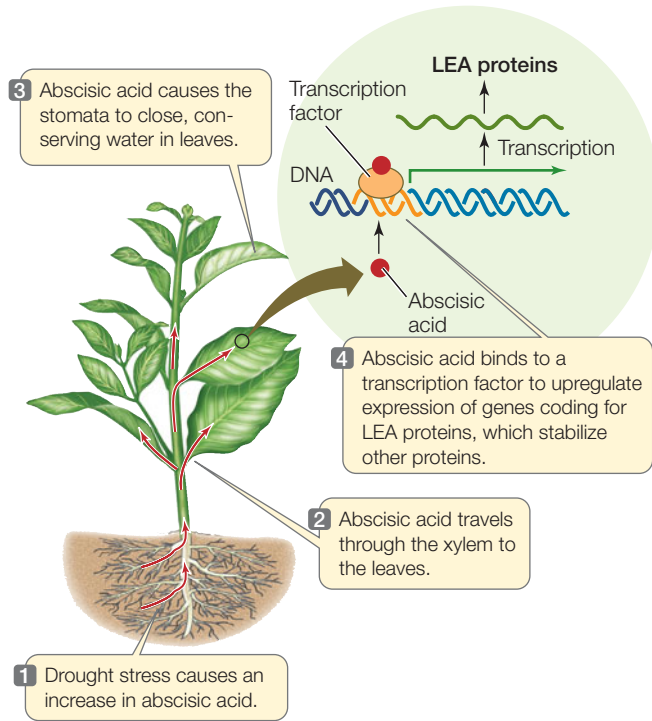 LEA proteins
3 Abscisic acid causes the
stomata to close, con-
serving water in leaves.
Transcription
factor
Transcription
DNA
Abscisic
acid
4 Abscisic acid binds to a
transcription factor to upregulate
expression of genes coding for
LEA proteins, which stabilize
other proteins.
2 Abscisic acid travels
through the xylem to
the leaves.
1 Drought stress causes an
increase in abscisic acid.